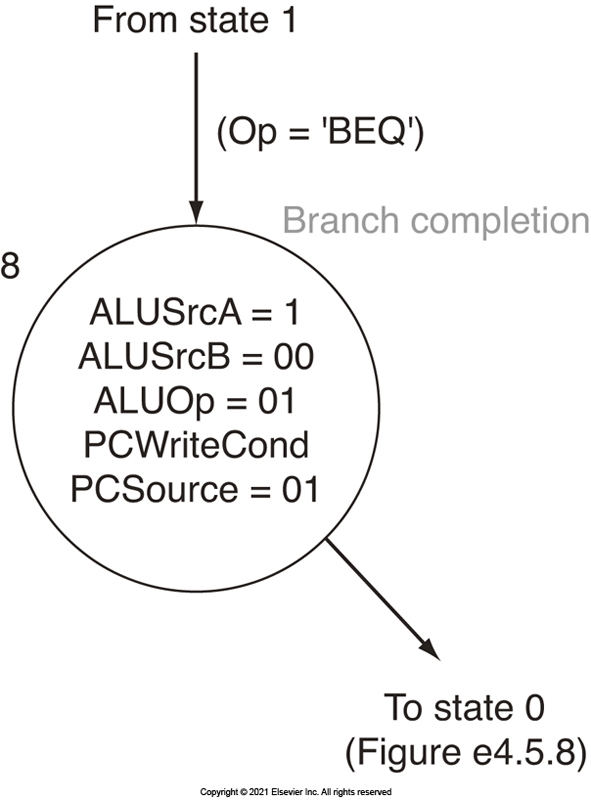 From state 1
(Op = 'BEQ')
Branch completion
8
ALUSrcA = 1
ALUSrcB = 00
ALUOp = 01
PCWriteCond
PCSource = 01
To state 0
(Figure e4.5.8)
Copyright © 2021 Elsevier Inc. All rights reserved